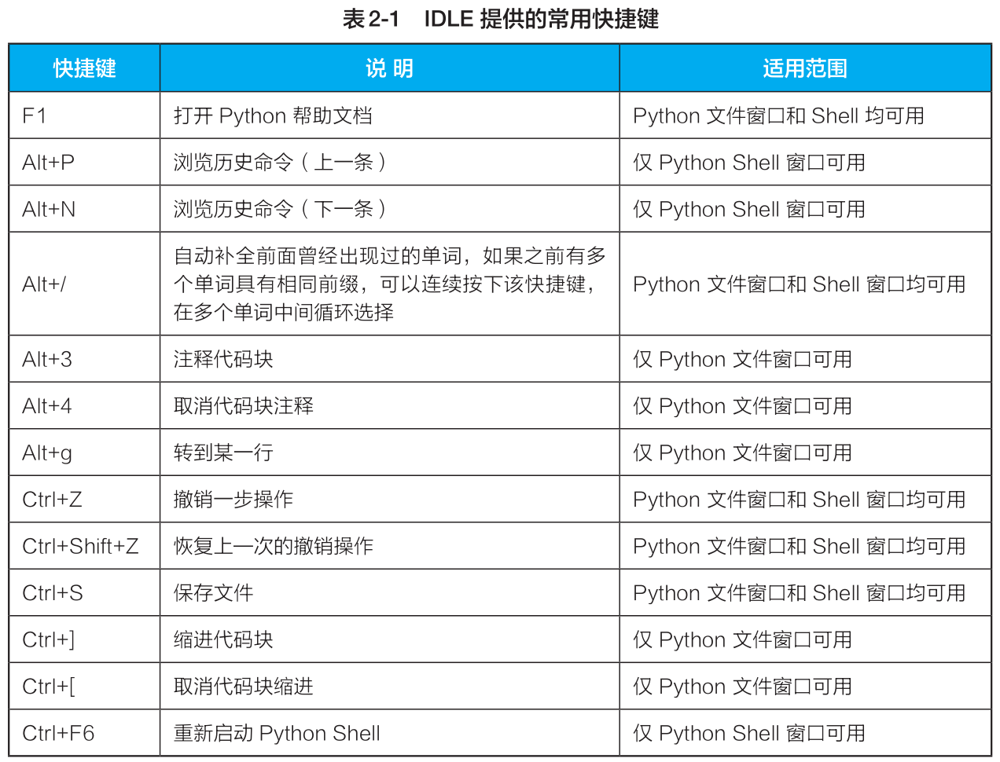 表2-1 IDLE 提供的常用快捷键
快捷键 说 明 适用范围
F1 打开 Python 帮助文档 Python 文件窗口和 Shell 均可用
Alt+P 浏览历史命令（上一条） 仅 Python Shell 窗口可用
Alt+N 浏览历史命令（下一条） 仅 Python Shell 窗口可用
Alt+/ 自动补全前面曾经出现过的单词，如果之前有多
个单词具有相同前缀，可以连续按下该快捷键，
在多个单词中间循环选择 Python 文件窗口和 Shell 窗口均可用
Alt+3 注释代码块 仅 Python 文件窗口可用
Alt+4 取消代码块注释 仅 Python 文件窗口可用
Alt+g 转到某一行 仅 Python 文件窗口可用
Ctrl+Z 撤销一步操作 Python 文件窗口和 Shell 窗口均可用
Ctrl+Shift+Z 恢复上一次的撤销操作 Python 文件窗口和 Shell 窗口均可用
Ctrl+S 保存文件 Python 文件窗口和 Shell 窗口均可用
Ctrl+] 缩进代码块 仅 Python 文件窗口可用
Ctrl+[ 取消代码块缩进 仅 Python 文件窗口可用
Ctrl+F6 重新启动 Python Shell 仅 Python Shell 窗口可用